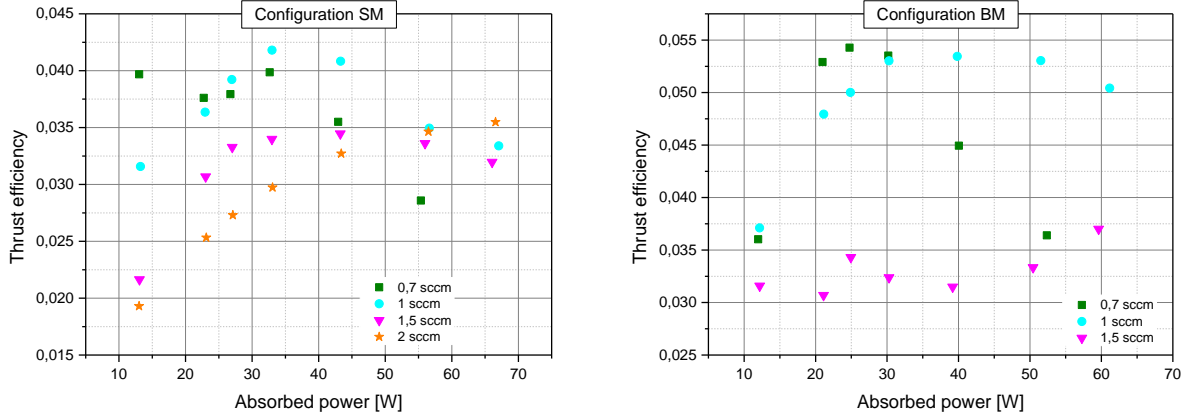 Configuration SM
Thrust efficiency
0,045
0,040
0,035
0,030
0,025
0,020
0,015
0,7 sccm
1 sccm
1,5 sccm
2 sccm
10 20 30 40 50 60 70
Absorbed power [W]
Configuration BM
Thrust efficiency
0,055
0,050
0,045
0,040
0,035
0,030
0,025
0,7 sccm
1 sccm
1,5 sccm
10 20 30 40 50 60 70
Absorbed power [W]